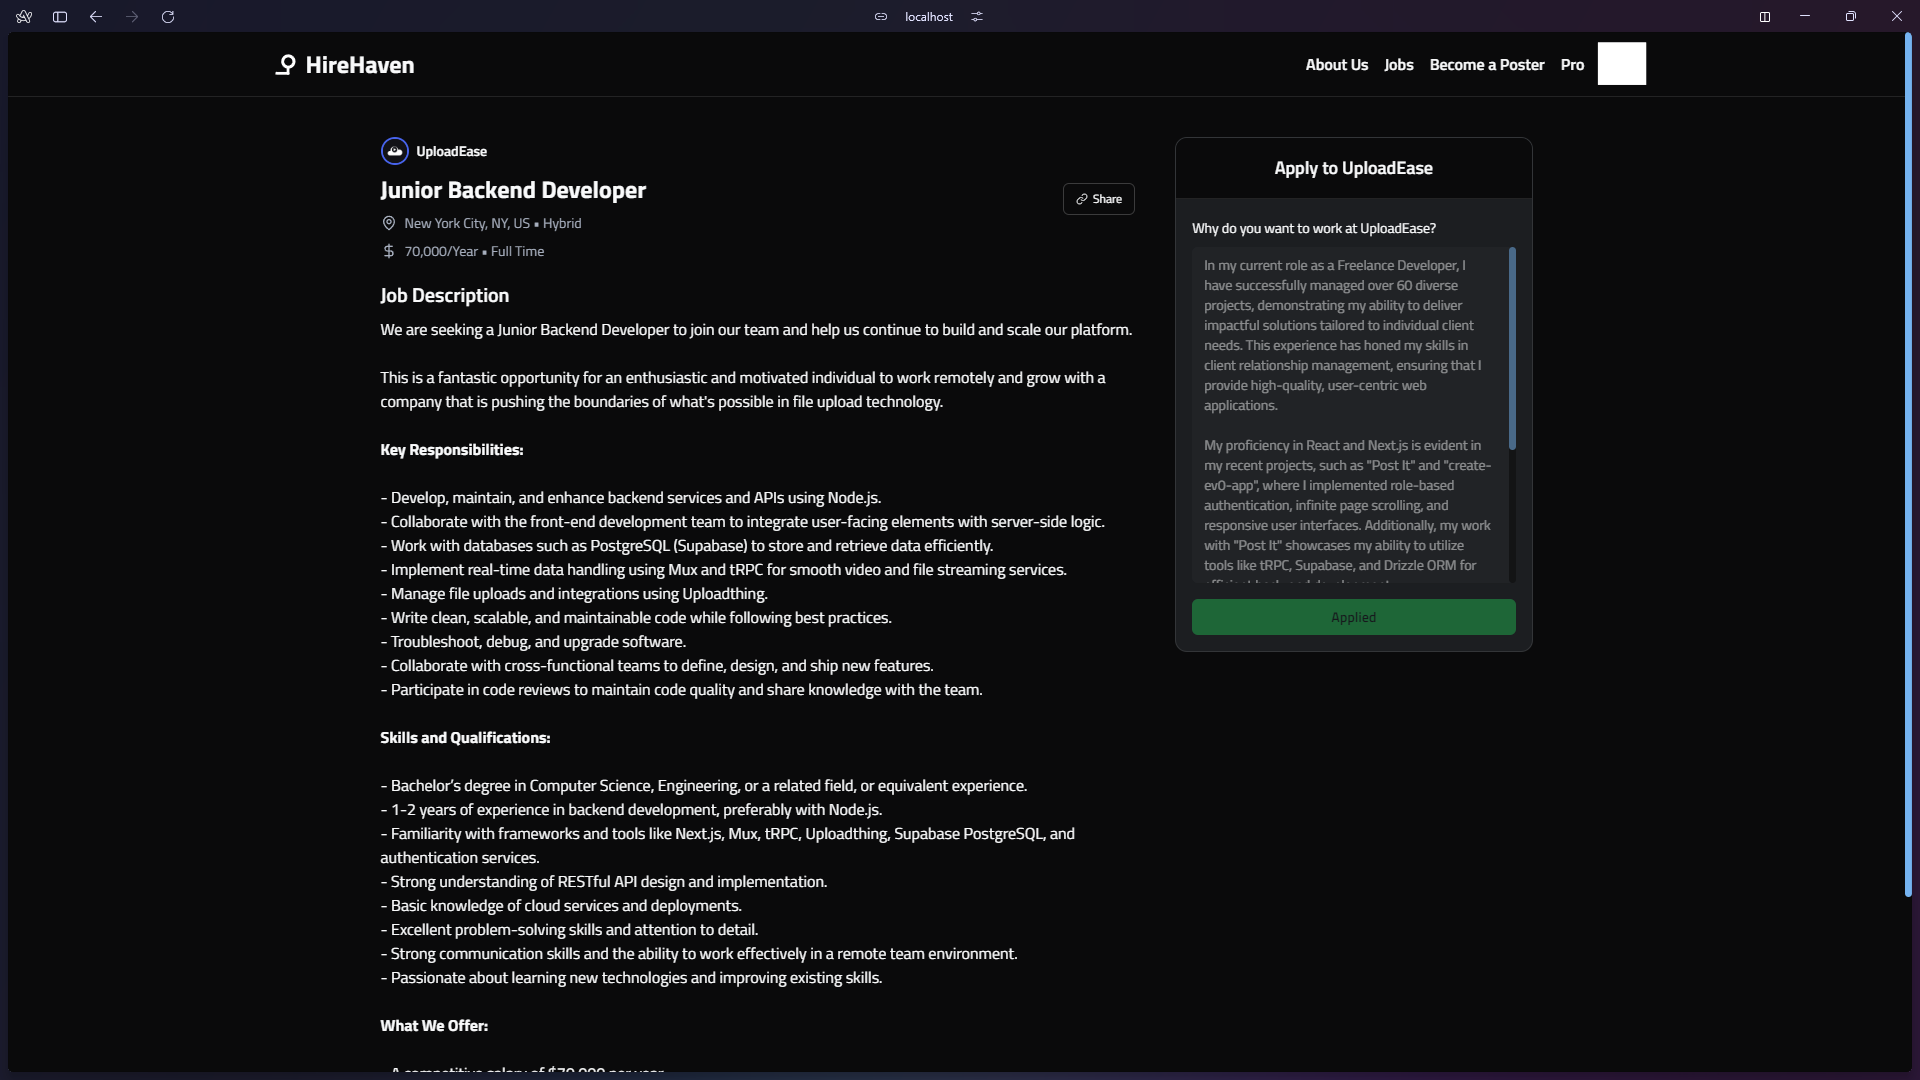 localhost
HireHaven
About Us Jobs Become a Poster Pro
UploadEase
Junior Backend Developer
New York City, NY, US • Hybrid
70,000/Year • Full Time
Share
Job Description
We are seeking a Junior Backend Developer to join our team and help us continue to build and scale our platform.
This is a fantastic opportunity for an enthusiastic and motivated individual to work remotely and grow with a
company that is pushing the boundaries of what's possible in file upload technology.
Key Responsibilities:
- Develop, maintain, and enhance backend services and APIs using Node.js.
- Collaborate with the front-end development team to integrate user-facing elements with server-side logic.
- Work with databases such as PostgreSQL (Supabase) to store and retrieve data efficiently.
- Implement real-time data handling using Mux and tRPC for smooth video and file streaming services.
- Manage file uploads and integrations using Uploadthing.
- Write clean, scalable, and maintainable code while following best practices.
- Troubleshoot, debug, and upgrade software.
- Collaborate with cross-functional teams to define, design, and ship new features.
- Participate in code reviews to maintain code quality and share knowledge with the team.
Skills and Qualifications:
- Bachelor’s degree in Computer Science, Engineering, or a related field, or equivalent experience.
- 1-2 years of experience in backend development, preferably with Node.js.
- Familiarity with frameworks and tools like Next.js, Mux, tRPC, Uploadthing, Supabase PostgreSQL, and
authentication services.
- Strong understanding of RESTful API design and implementation.
- Basic knowledge of cloud services and deployments.
- Excellent problem-solving skills and attention to detail.
- Strong communication skills and the ability to work effectively in a remote team environment.
- Passionate about learning new technologies and improving existing skills.
What We Offer:
- A competitive salary of $70,000 per year
Apply to UploadEase
Why do you want to work at UploadEase?
In my current role as a Freelance Developer, I
have successfully managed over 60 diverse
projects, demonstrating my ability to deliver
impactful solutions tailored to individual client
needs. This experience has honed my skills in
client relationship management, ensuring that I
provide high-quality, user-centric web
applications.
My proficiency in React and Next.js is evident in
my recent projects, such as "Post It" and "create-
ev0-app", where I implemented role-based
authentication, infinite page scrolling, and
responsive user interfaces. Additionally, my work
with "Post It" showcases my ability to utilize
tools like tRPC, Supabase, and Drizzle ORM for
Applied